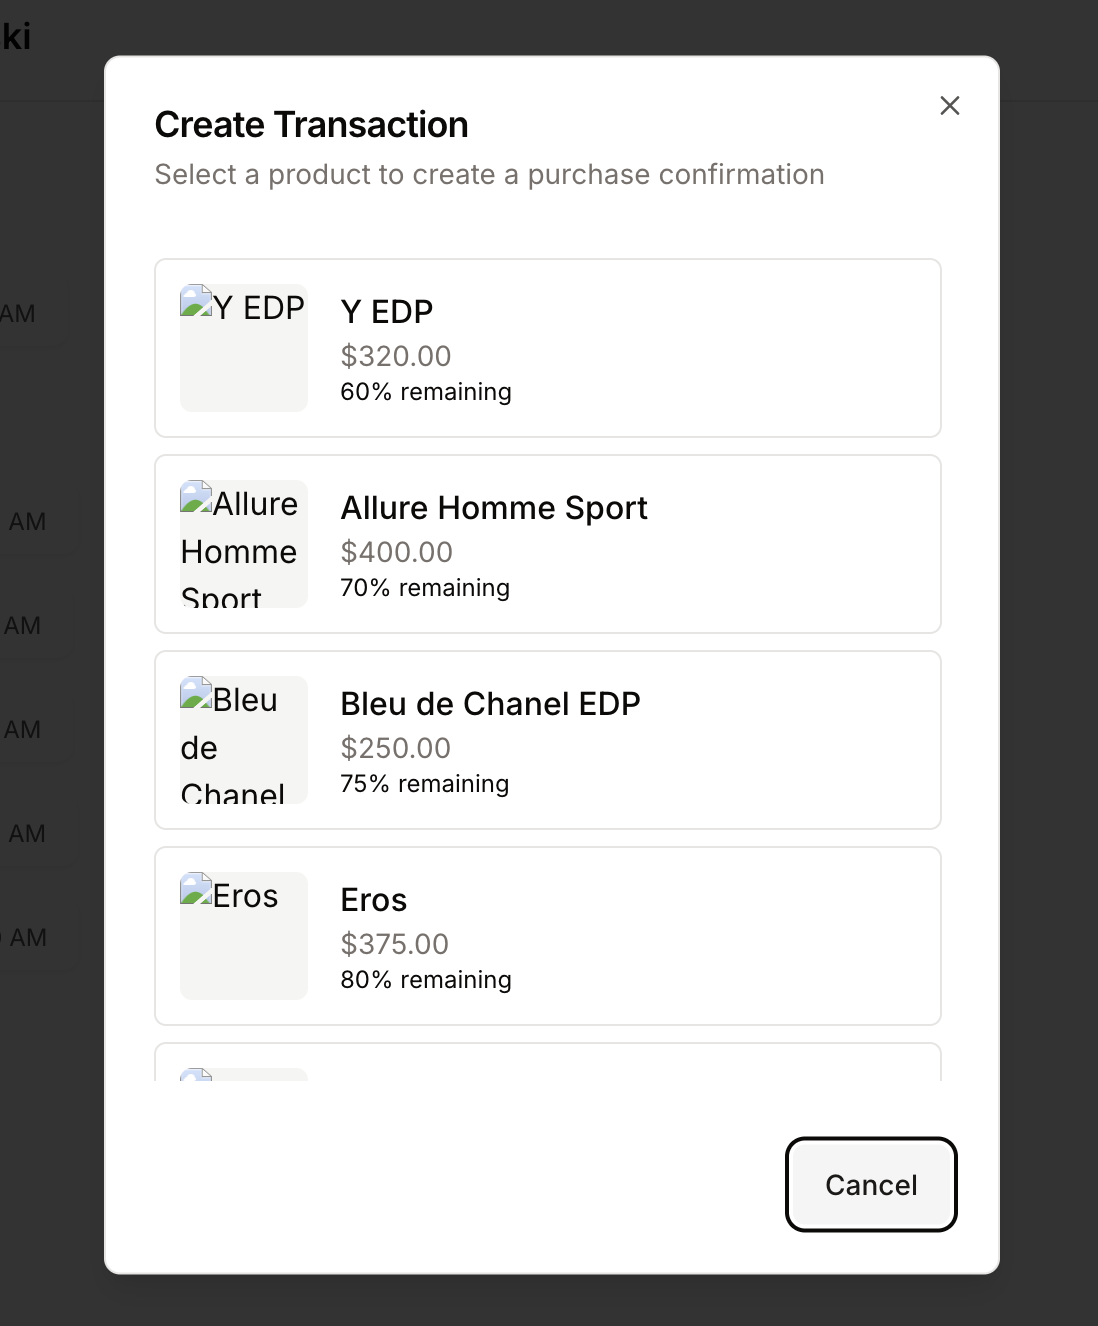 ki
Create Transaction
Select a product to create a purchase confirmation
AM
Y EDP
Y EDP
$320.00
60% remaining
AM
Allure
Homme
Sport
Allure Homme Sport
$400.00
70% remaining
AM
AM
Bleu
de
Chanel
Bleu de Chanel EDP
$250.00
75% remaining
AM
Eros
Eros
$375.00
80% remaining
AM
Cancel